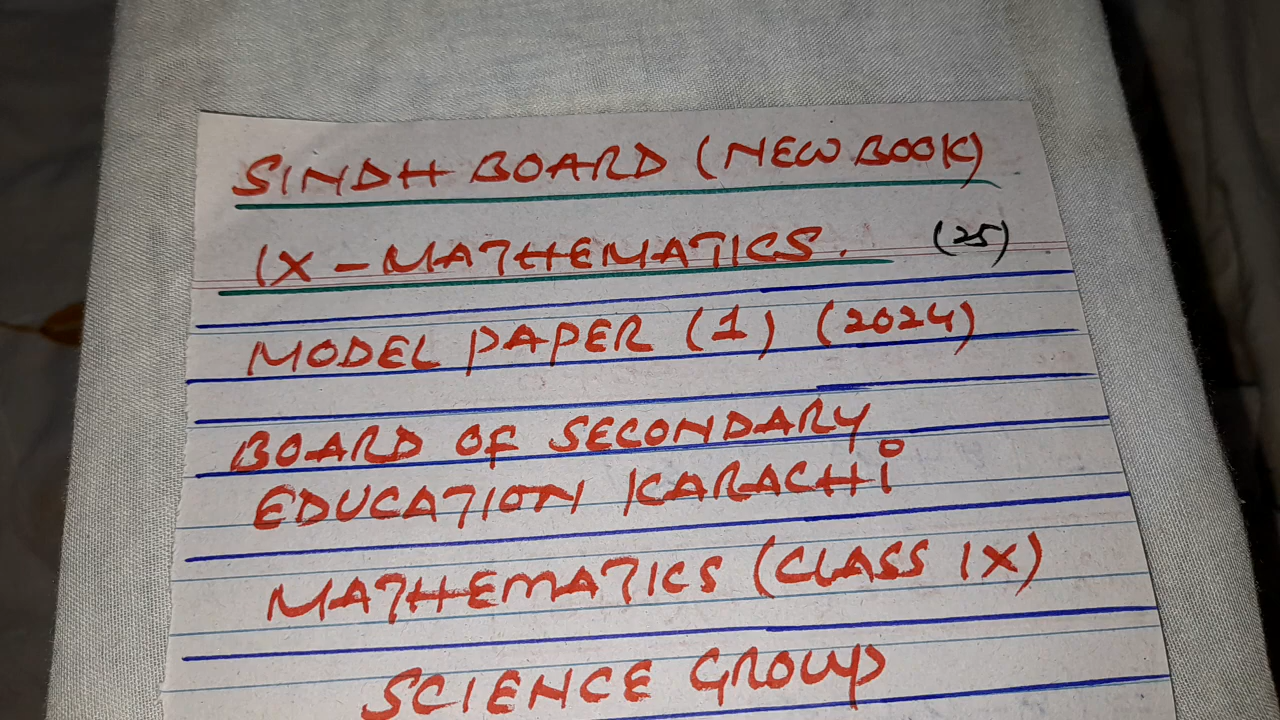 SINDH BOARD (NEW BOOK)
IX - MATHEMATICS. (25)
MODEL PAPER (1) (2024)
BOARD OF SECONDARY
EDUCATION KARACHi
MATHEMATICS (CLASS IX)
SCIENCE GROUP